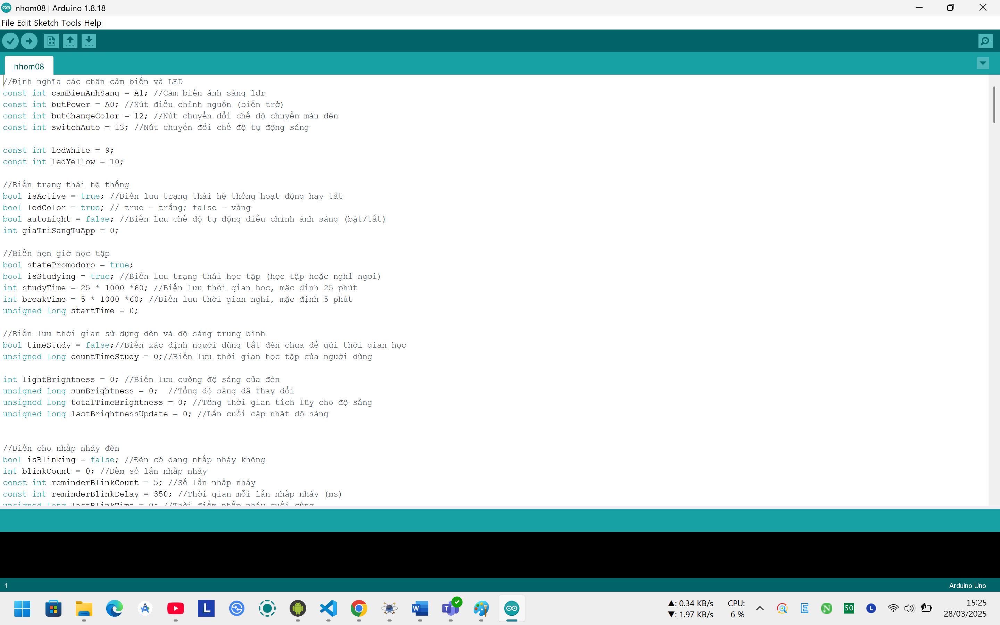 nhom08 | Arduino 1.8.18
File Edit Sketch Tools Help
nhom08
//Định nghĩa các chân cảm biến và LED
const int camBienAnhSang = A1; //Cảm biến ánh sáng ldr
const int butPower = A0; //Nút điều chỉnh nguồn (biến trở)
const int butChangeColor = 12; //Nút chuyển đổi chế độ chuyển màu đèn
const int switchAuto = 13; //Nút chuyển đổi chế độ tự động sáng
const int ledWhite = 9;
const int ledYellow = 10;
//Biến trạng thái hệ thống
bool isActive = true; //Biến lưu trạng thái hệ thống hoạt động hay tắt
bool ledColor = true; // true - trắng; false - vàng
bool autoLight = false; //Biến lưu chế độ tự động điều chỉnh ánh sáng (bật/tắt)
int giaTriSangTuApp = 0;
//Biến hẹn giờ học tập
bool statePromodoro = true;
bool isStudying = true; //Biến lưu trạng thái học tập (học tập hoặc nghỉ ngơi)
int studyTime = 25 * 1000 *60; //Biến lưu thời gian học, mặc định 25 phút
int breakTime = 5 * 1000 *60; //Biến lưu thời gian nghỉ, mặc định 5 phút
unsigned long startTime = 0;
//Biến lưu thời gian sử dụng đèn và độ sáng trung bình
bool timeStudy = false;//Biến xác định người dùng tắt đèn chưa để gửi thời gian học
unsigned long countTimeStudy = 0;//Biến lưu thời gian học tập của người dùng
int lightBrightness = 0; //Biến lưu cường độ sáng của đèn
unsigned long sumBrightness = 0;  //Tổng độ sáng đã thay đổi
unsigned long totalTimeBrightness = 0; //Tổng thời gian tích lũy cho độ sáng
unsigned long lastBrightnessUpdate = 0; //Lần cuối cập nhật độ sáng
//Biến cho nhấp nháy đèn
bool isBlinking = false; //Đèn có đang nhấp nháy không
int blinkCount = 0; //Đếm số lần nhấp nháy
const int reminderBlinkCount = 5; //Số lần nhấp nháy
const int reminderBlinkDelay = 350; //Thời gian mỗi lần nhấp nháy (ms)
unsigned long lastBlinkTime = 0; //Thời điểm nhấp nháy cuối cùng
1
Arduino Uno
▲: 0.34 KB/s
▼: 1.97 KB/s
CPU:
6 %
50
15:25
28/03/2025